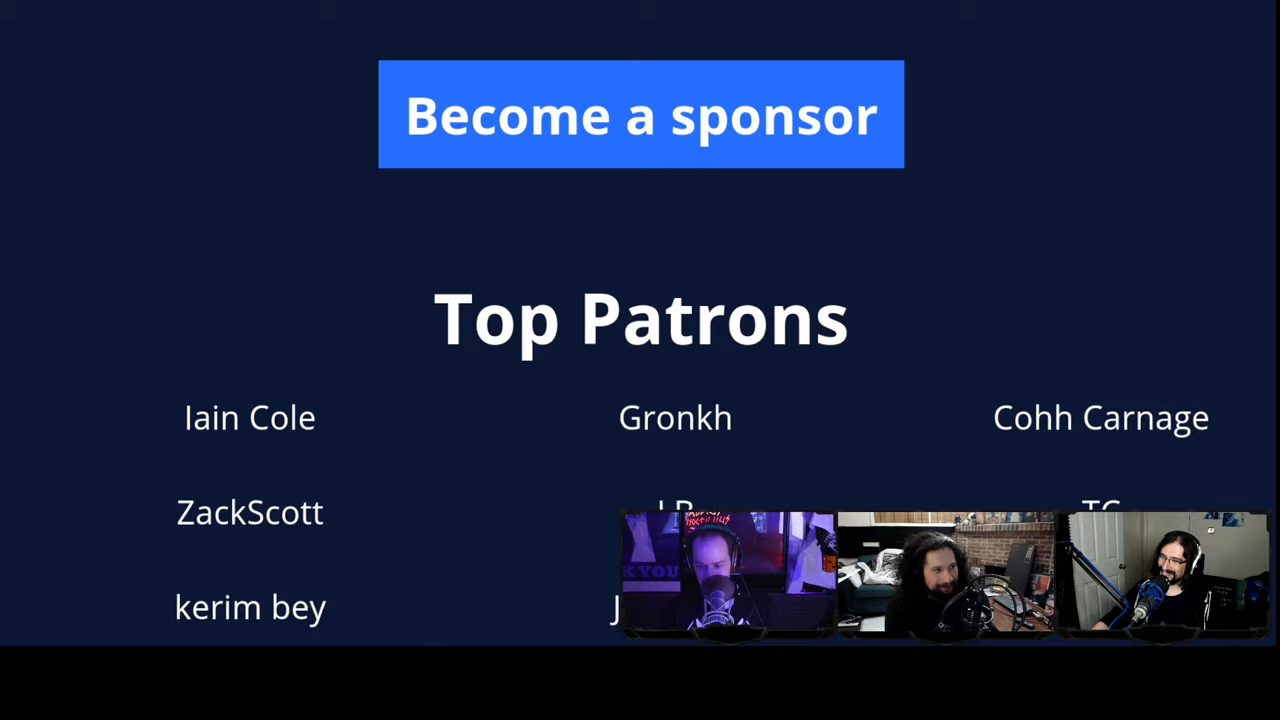 Become a sponsor
Top Patrons
Iain Cole Gronkh Cohh Carnage
ZackScott
kerim bey